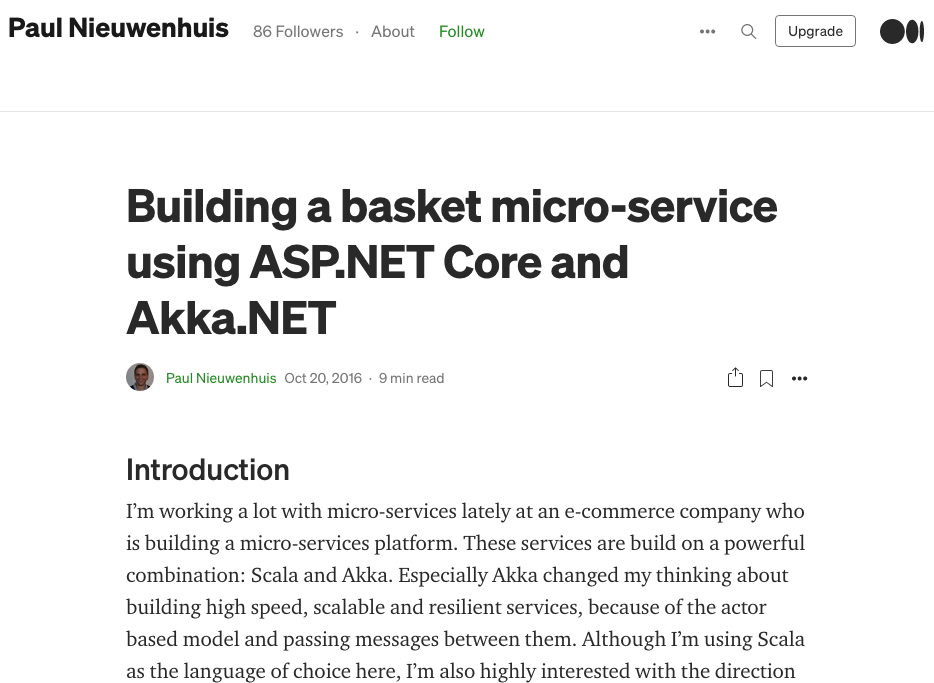 Paul Nieuwenhuis 86 Followers · About Follow ••• Upgrade
Building a basket micro-service
using ASP.NET Core and
Akka.NET
Paul Nieuwenhuis Oct 20, 2016 · 9 min read •••
Introduction
I’m working a lot with micro-services lately at an e-commerce company who
is building a micro-services platform. These services are build on a powerful
combination: Scala and Akka. Especially Akka changed my thinking about
building high speed, scalable and resilient services, because of the actor
based model and passing messages between them. Although I’m using Scala
as the language of choice here, I’m also highly interested with the direction